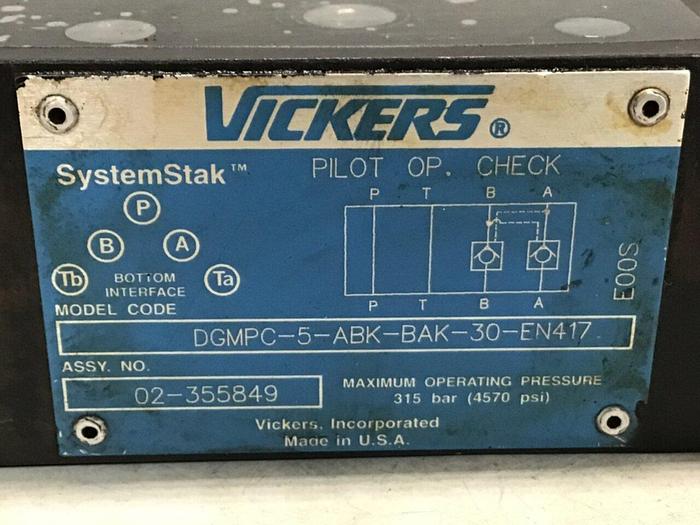 VICKERS®
SystemStak™
PILOT OP. CHECK
P T B A
P
B A
Tb BOTTOM INTERFACE Ta
P T B A
E00S
MODEL CODE
DGMPC-5-ABK-BAK-30-EN417
ASSY. NO.
02-355849
MAXIMUM OPERATING PRESSURE
315 bar (4570 psi)
Vickers, Incorporated
Made in U.S.A.